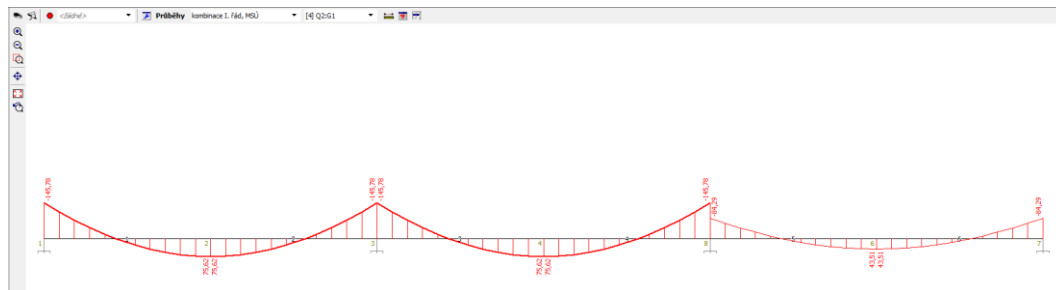 <žádné> Průběhy kombinace I. řád, MSÚ [4] Q2:G1
-145,78 -145,78 -145,78 -145,78 -84,29 -84,29
1 2 3 4 8 6 7
75,62 75,62 75,62 75,62 43,51 43,51